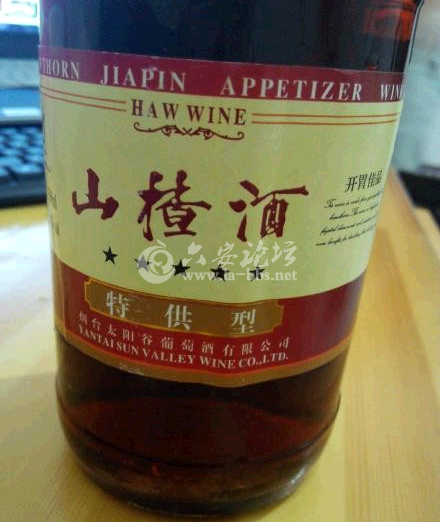 THORN JIAPIN APPETIZER WINE
HAW WINE
山楂酒
开胃佳品
六安论坛
www.la-bbs.net
特供型
烟台太阳谷葡萄酒有限公司
YANTAI SUN VALLEY WINE CO.,LTD.